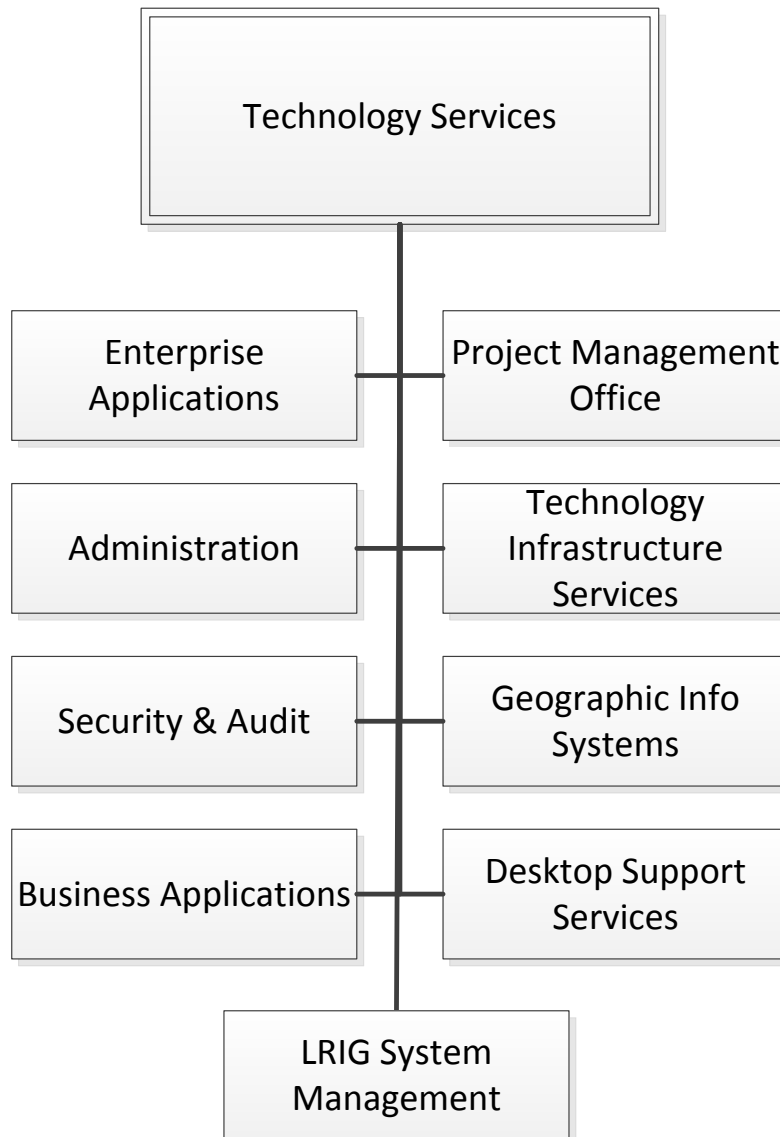 Technology Services
Enterprise
Applications
Project Management
Office
Administration
Technology
Infrastructure
Services
Security & Audit
Geographic Info
Systems
Business Applications
Desktop Support
Services
LRIG System
Management